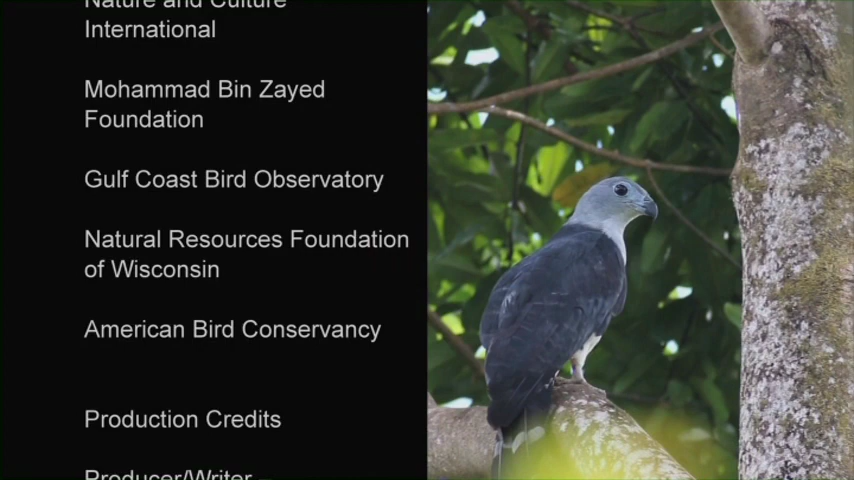 Nature and Culture
International
Mohammad Bin Zayed
Foundation
Gulf Coast Bird Observatory
Natural Resources Foundation
of Wisconsin
American Bird Conservancy
Production Credits
Producer/Writer –